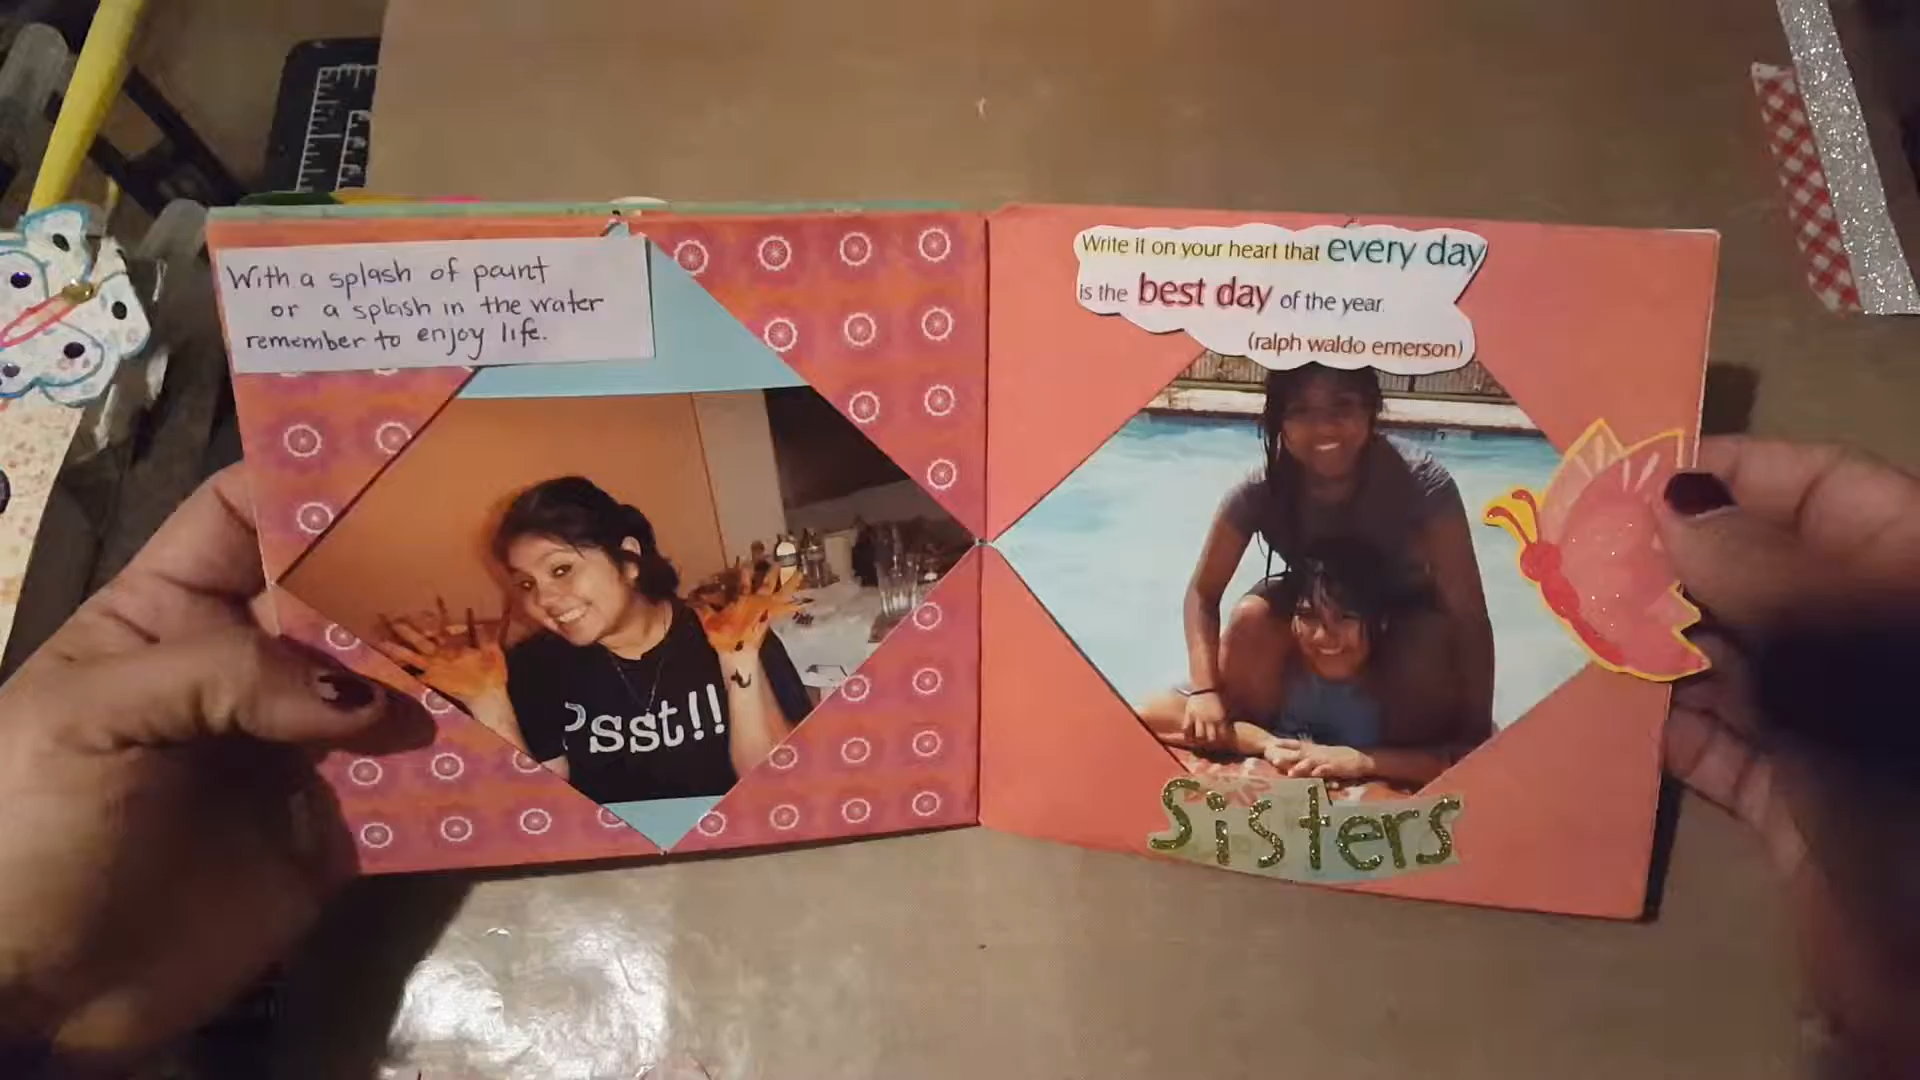 With a splash of paint
or a splash in the water
remember to enjoy life.
Psst!!
Write it on your heart that every day
is the best day of the year.
(ralph waldo emerson)
Sisters